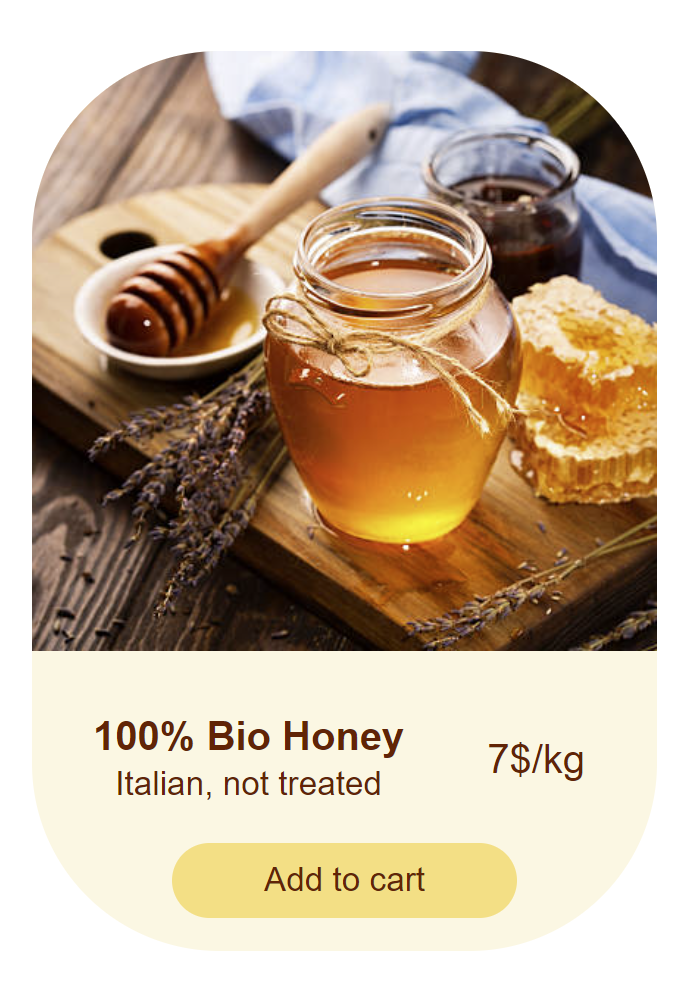 100% Bio Honey
Italian, not treated
7$/kg
Add to cart